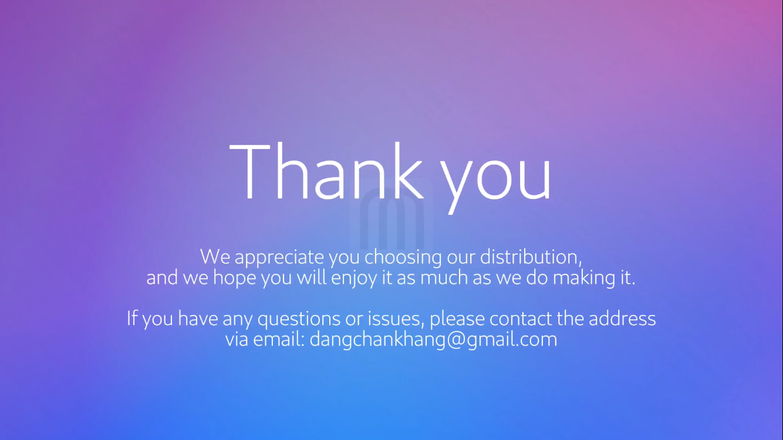 Thank you
We appreciate you choosing our distribution,
and we hope you will enjoy it as much as we do making it.
If you have any questions or issues, please contact the address
via email: dangchankhang@gmail.com